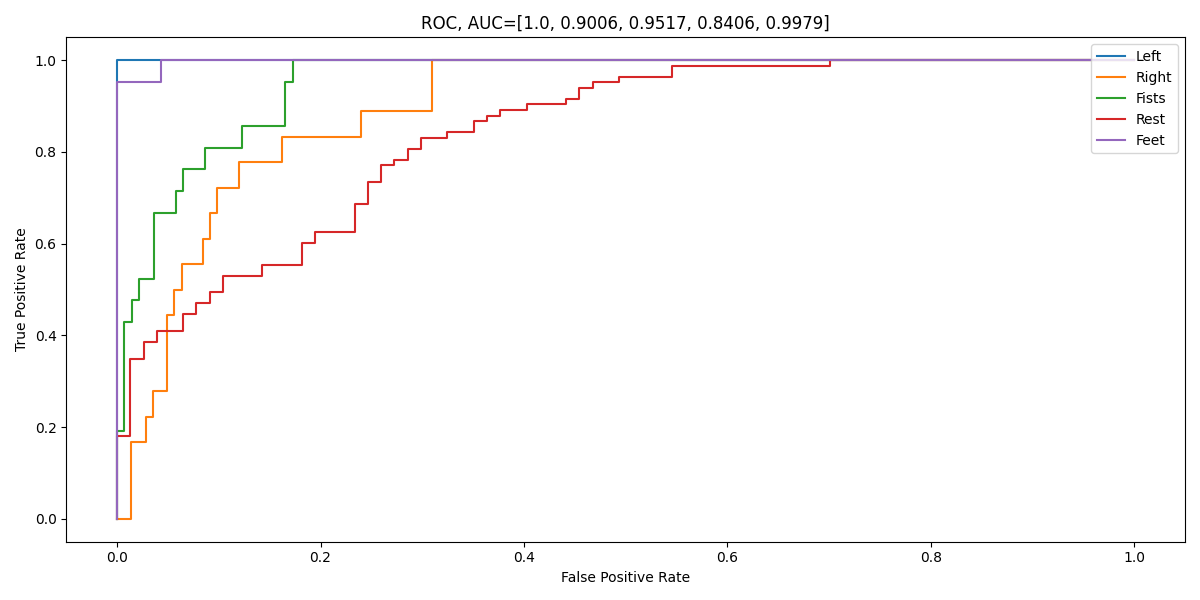 ROC, AUC=[1.0, 0.9006, 0.9517, 0.8406, 0.9979]
Left
Right
Fists
Rest
Feet
True Positive Rate
1.0
0.8
0.6
0.4
0.2
0.0
0.0 0.2 0.4 0.6 0.8 1.0
False Positive Rate